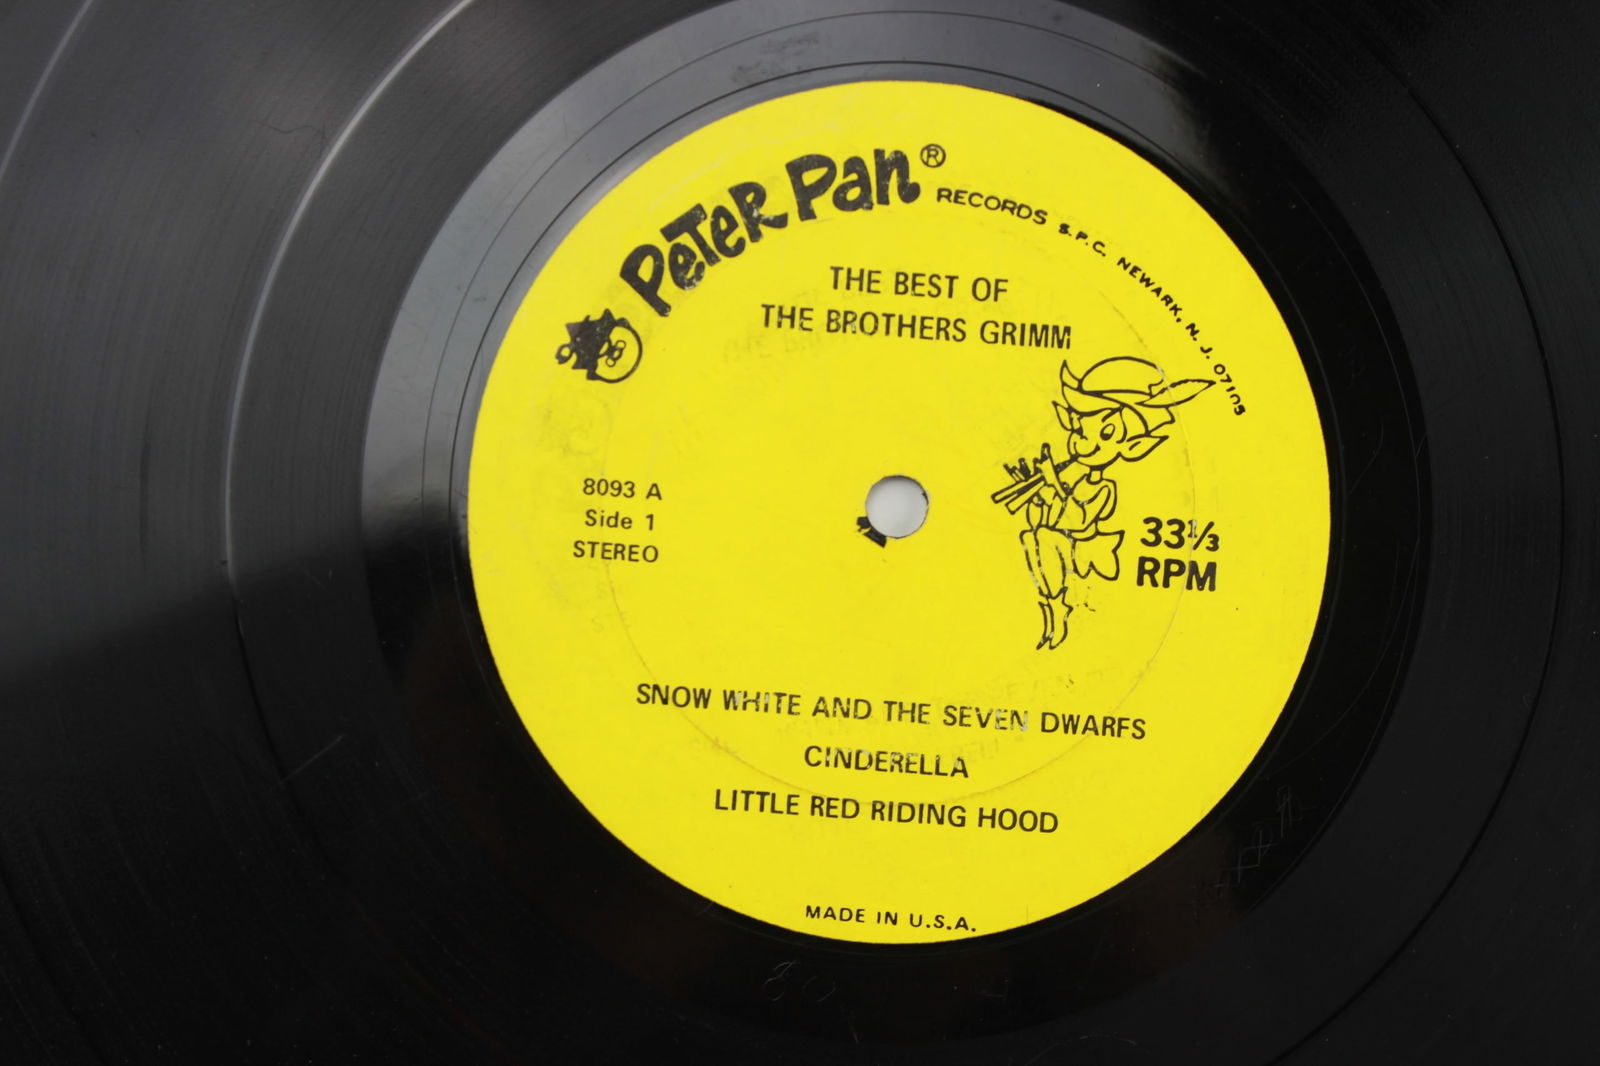 PETER PAN® RECORDS S.P.C. NEWARK, N. J. 07105
THE BEST OF
THE BROTHERS GRIMM
8093 A
Side 1
STEREO
33⅓
RPM
SNOW WHITE AND THE SEVEN DWARFS
CINDERELLA
LITTLE RED RIDING HOOD
MADE IN U.S.A.